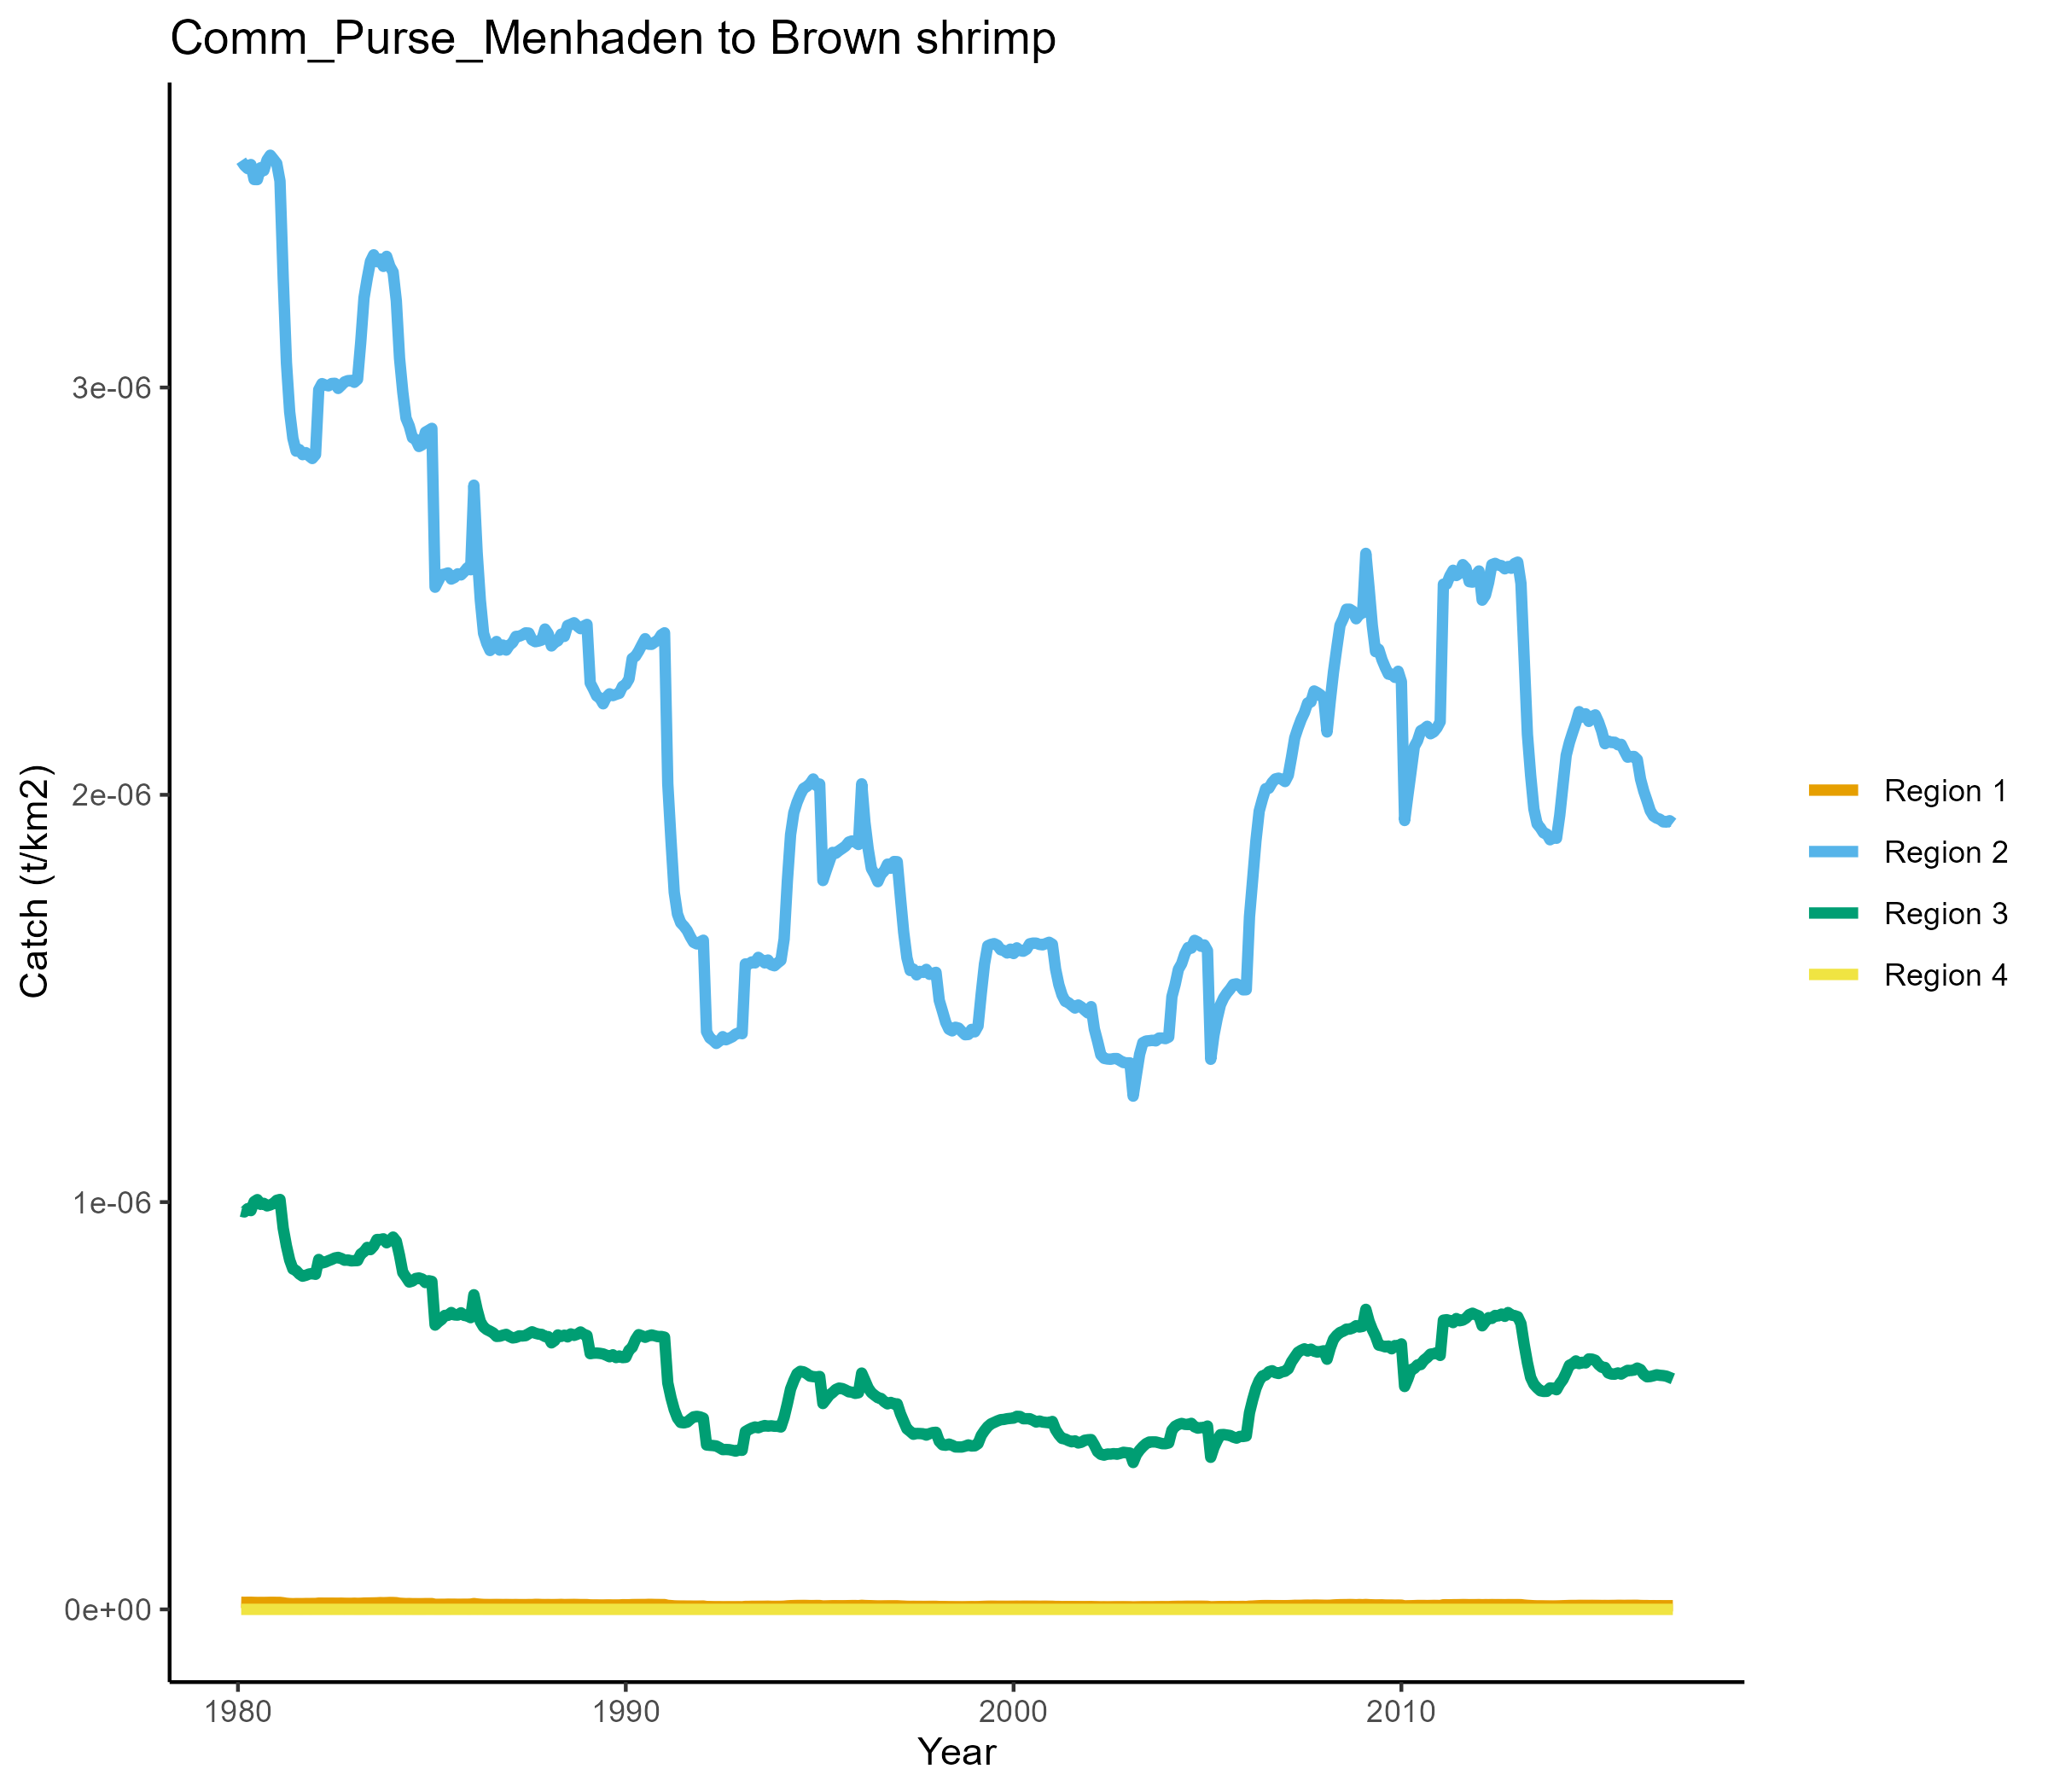 Comm_Purse_Menhaden to Brown shrimp
Catch (t/km2)
3e-06
2e-06
1e-06
0e+00
1980
1990
2000
2010
Year
Region 1
Region 2
Region 3
Region 4